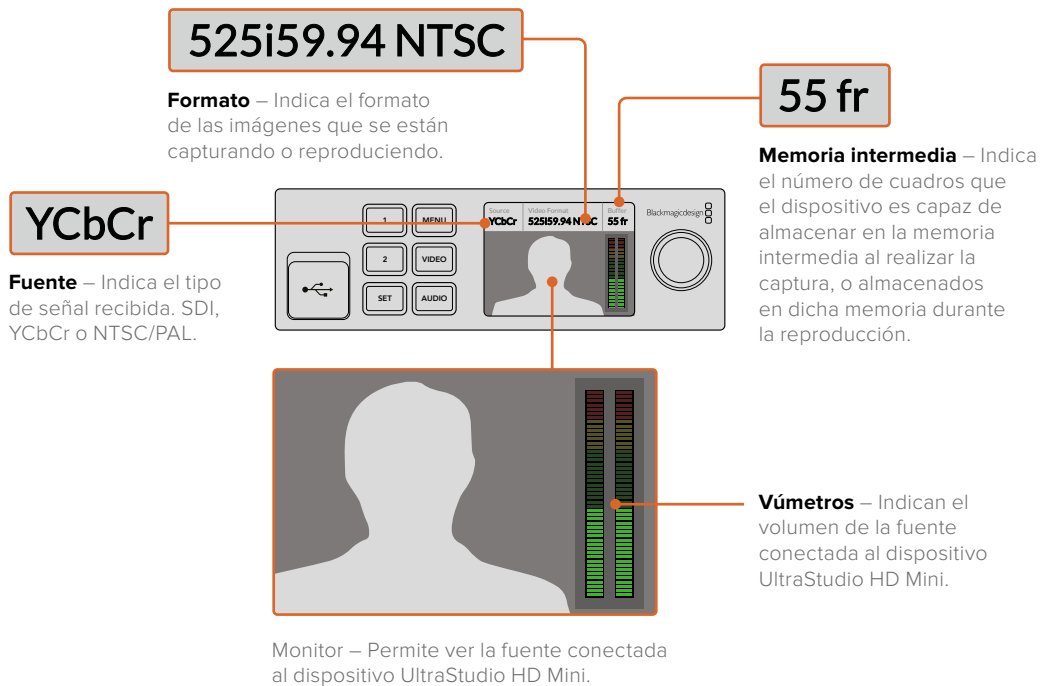 525i59.94 NTSC
Formato – Indica el formato
de las imágenes que se están
capturando o reproduciendo.
55 fr
Memoria intermedia – Indica
el número de cuadros que
el dispositivo es capaz de
almacenar en la memoria
intermedia al realizar la
captura, o almacenados
en dicha memoria durante
la reproducción.
YCbCr
Fuente – Indica el tipo
de señal recibida. SDI,
YCbCr o NTSC/PAL.
1 MENU
2 VIDEO
SET AUDIO
Source Video Format Buffer
YCbCr 525i59.94 NTSC 55 fr
Blackmagicdesign
Vúmetros – Indican el
volumen de la fuente
conectada al dispositivo
UltraStudio HD Mini.
Monitor – Permite ver la fuente conectada
al dispositivo UltraStudio HD Mini.